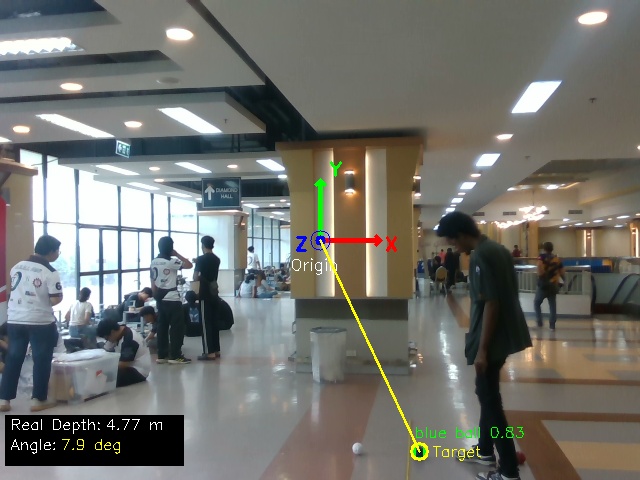 DIAMOND
HALL
Y
Z
X
Origin
blue ball 0.83
Target
Real Depth: 4.77 m
Angle: 7.9 deg